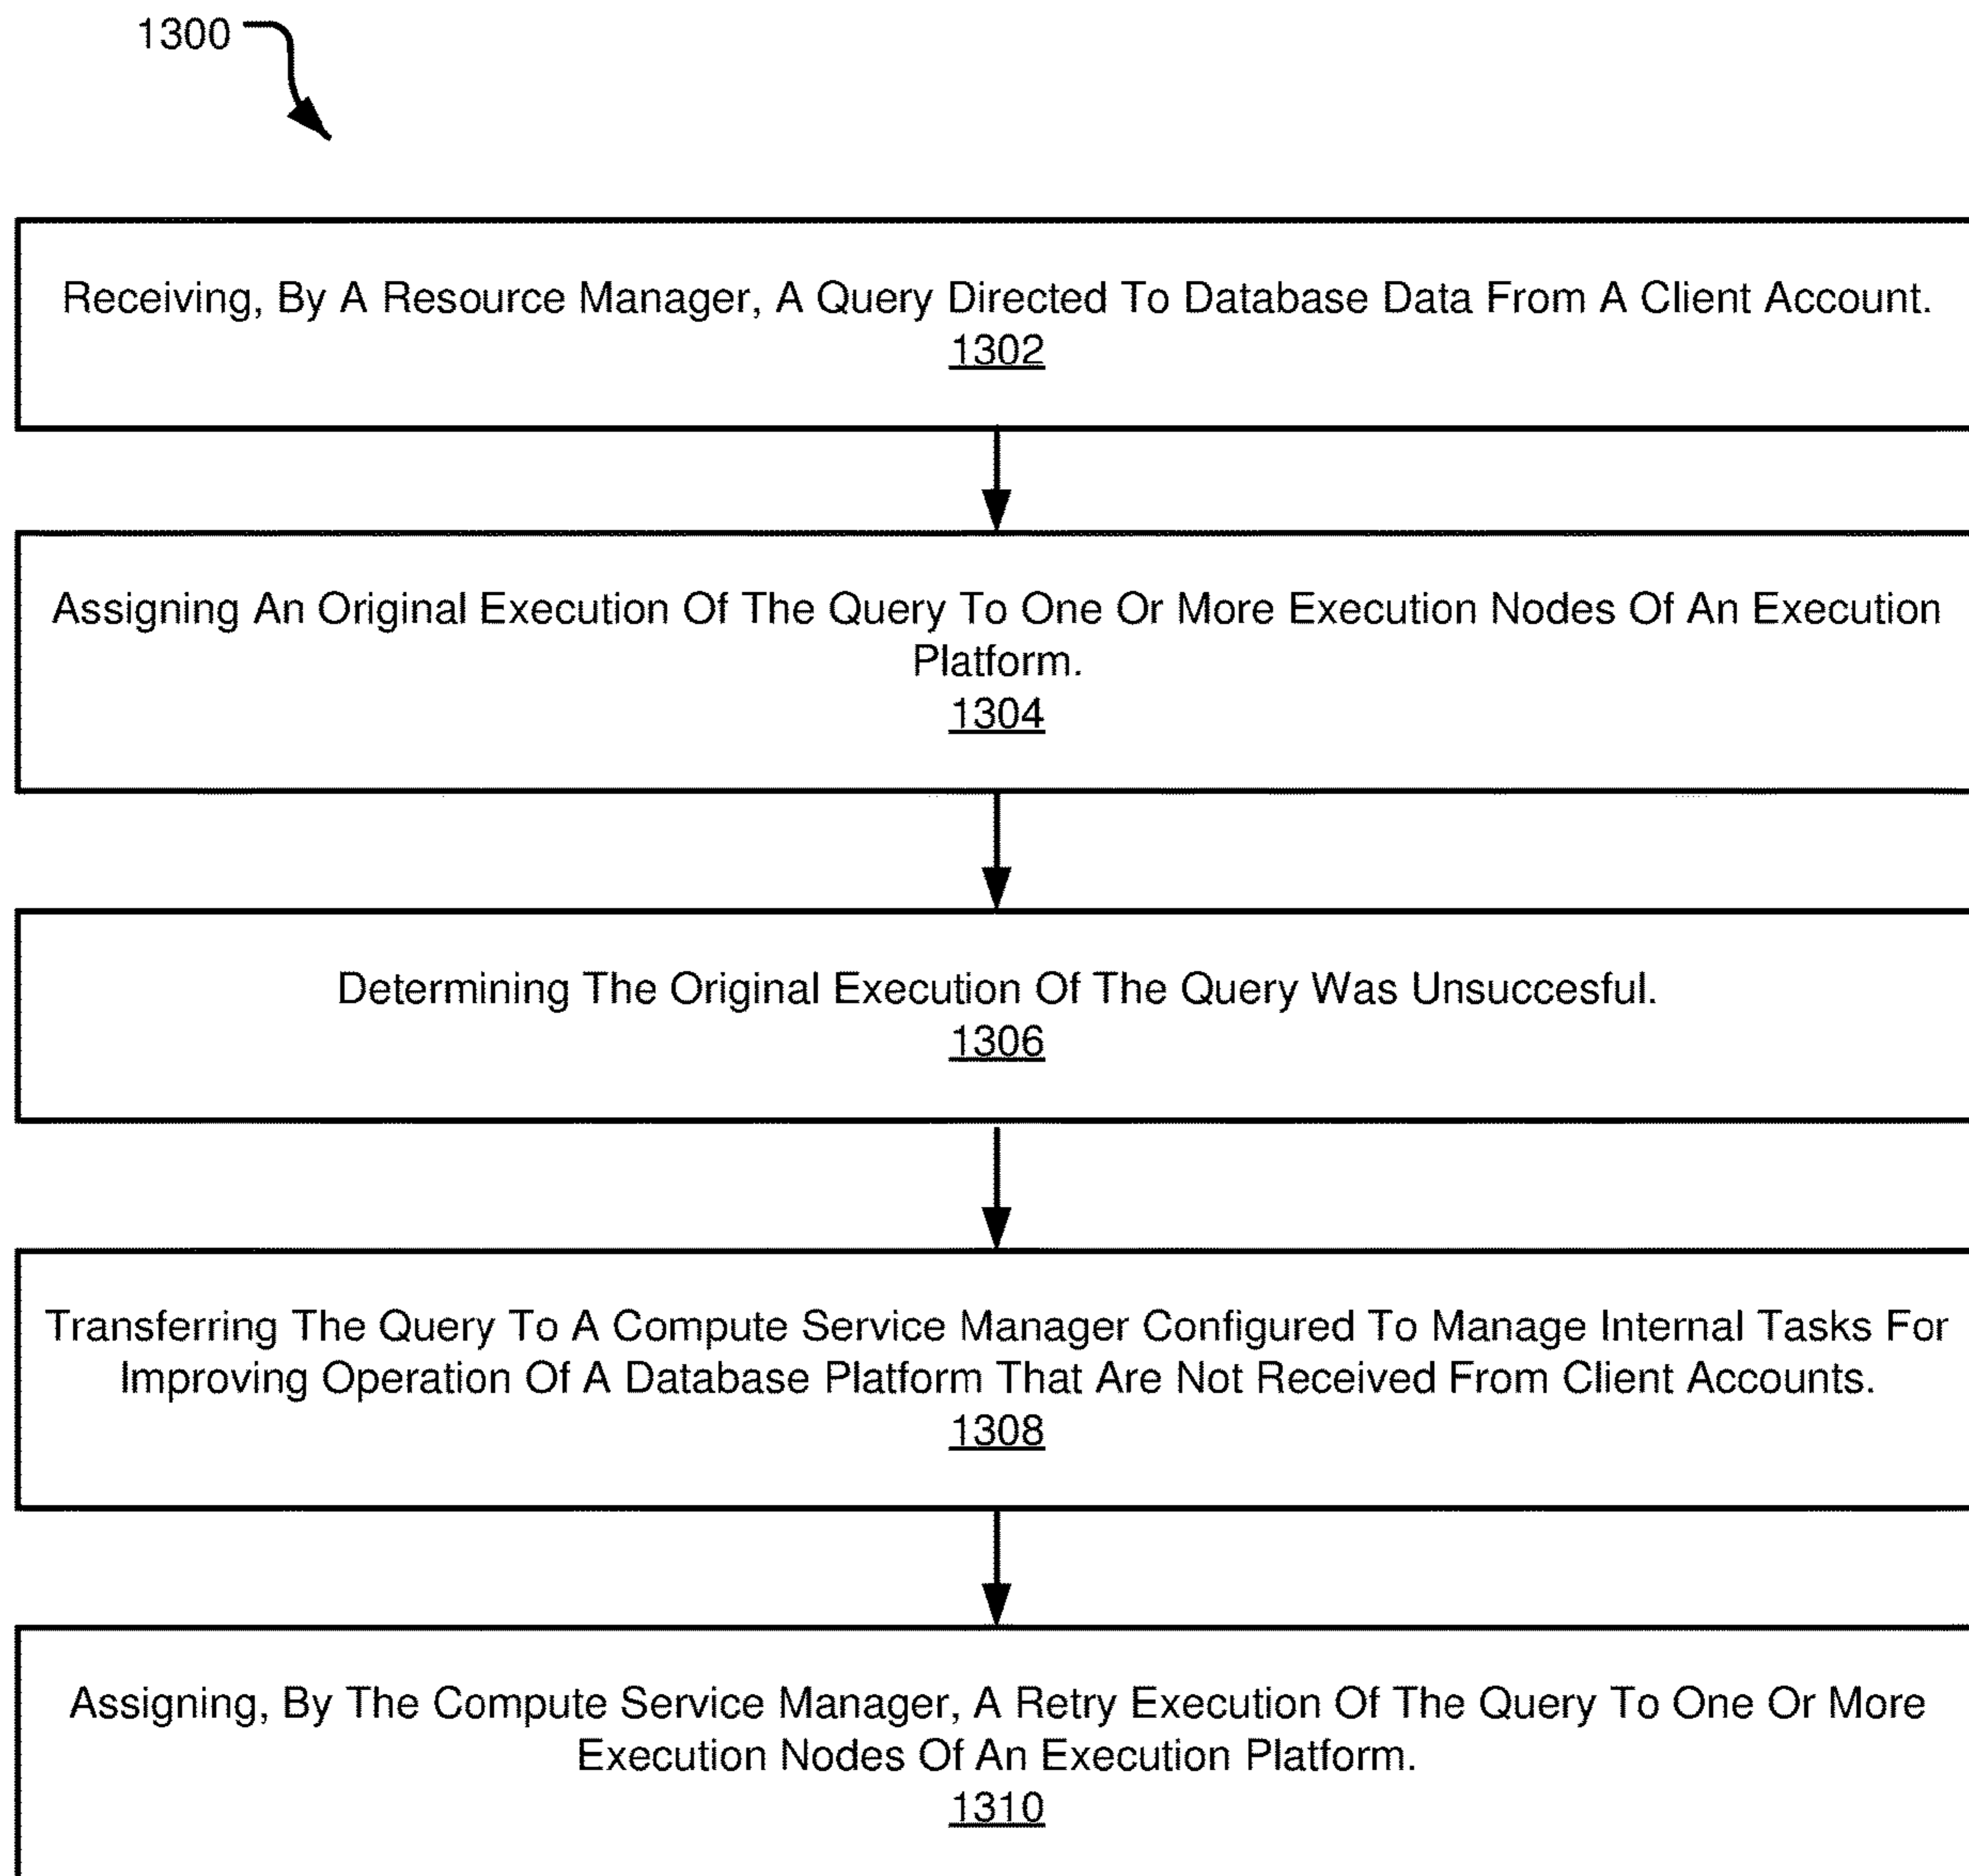 1300
Receiving, By A Resource Manager, A Query Directed To Database Data From A Client Account.
1302
Assigning An Original Execution Of The Query To One Or More Execution Nodes Of An Execution
Platform.
1304
Determining The Original Execution Of The Query Was Unsuccesful.
1306
Transferring The Query To A Compute Service Manager Configured To Manage Internal Tasks For
Improving Operation Of A Database Platform That Are Not Received From Client Accounts.
1308
Assigning, By The Compute Service Manager, A Retry Execution Of The Query To One Or More
Execution Nodes Of An Execution Platform.
1310